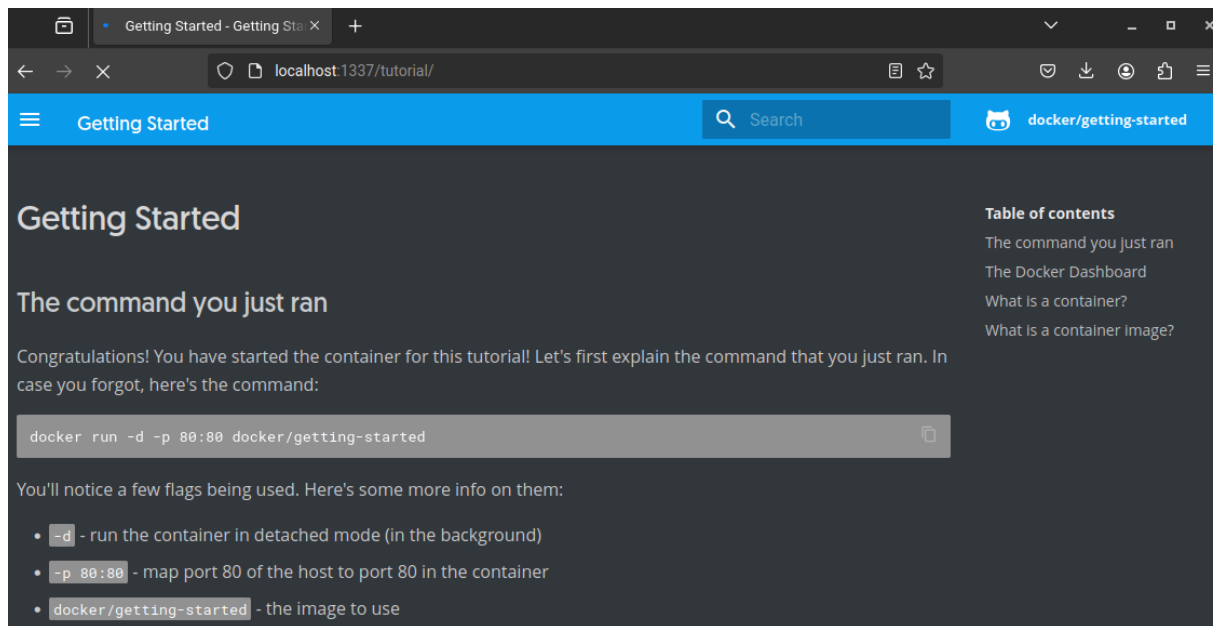 Getting Started - Getting Sta
localhost:1337/tutorial/
Getting Started
Search
docker/getting-started
Getting Started
The command you just ran
Congratulations! You have started the container for this tutorial! Let's first explain the command that you just ran. In
case you forgot, here's the command:
docker run -d -p 80:80 docker/getting-started
You'll notice a few flags being used. Here's some more info on them:
• -d - run the container in detached mode (in the background)
• -p 80:80 - map port 80 of the host to port 80 in the container
• docker/getting-started - the image to use
Table of contents
The command you just ran
The Docker Dashboard
What is a container?
What is a container image?